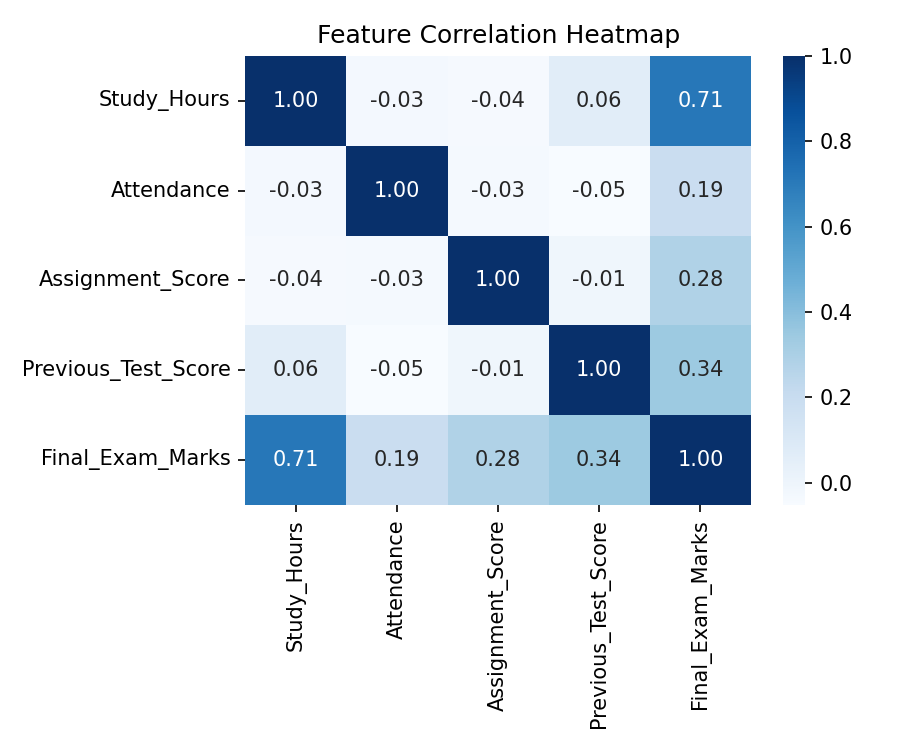 Feature Correlation Heatmap
Study_Hours 1.00 -0.03 -0.04 0.06 0.71
Attendance -0.03 1.00 -0.03 -0.05 0.19
Assignment_Score -0.04 -0.03 1.00 -0.01 0.28
Previous_Test_Score 0.06 -0.05 -0.01 1.00 0.34
Final_Exam_Marks 0.71 0.19 0.28 0.34 1.00
Study_Hours
Attendance
Assignment_Score
Previous_Test_Score
Final_Exam_Marks
1.0
0.8
0.6
0.4
0.2
0.0